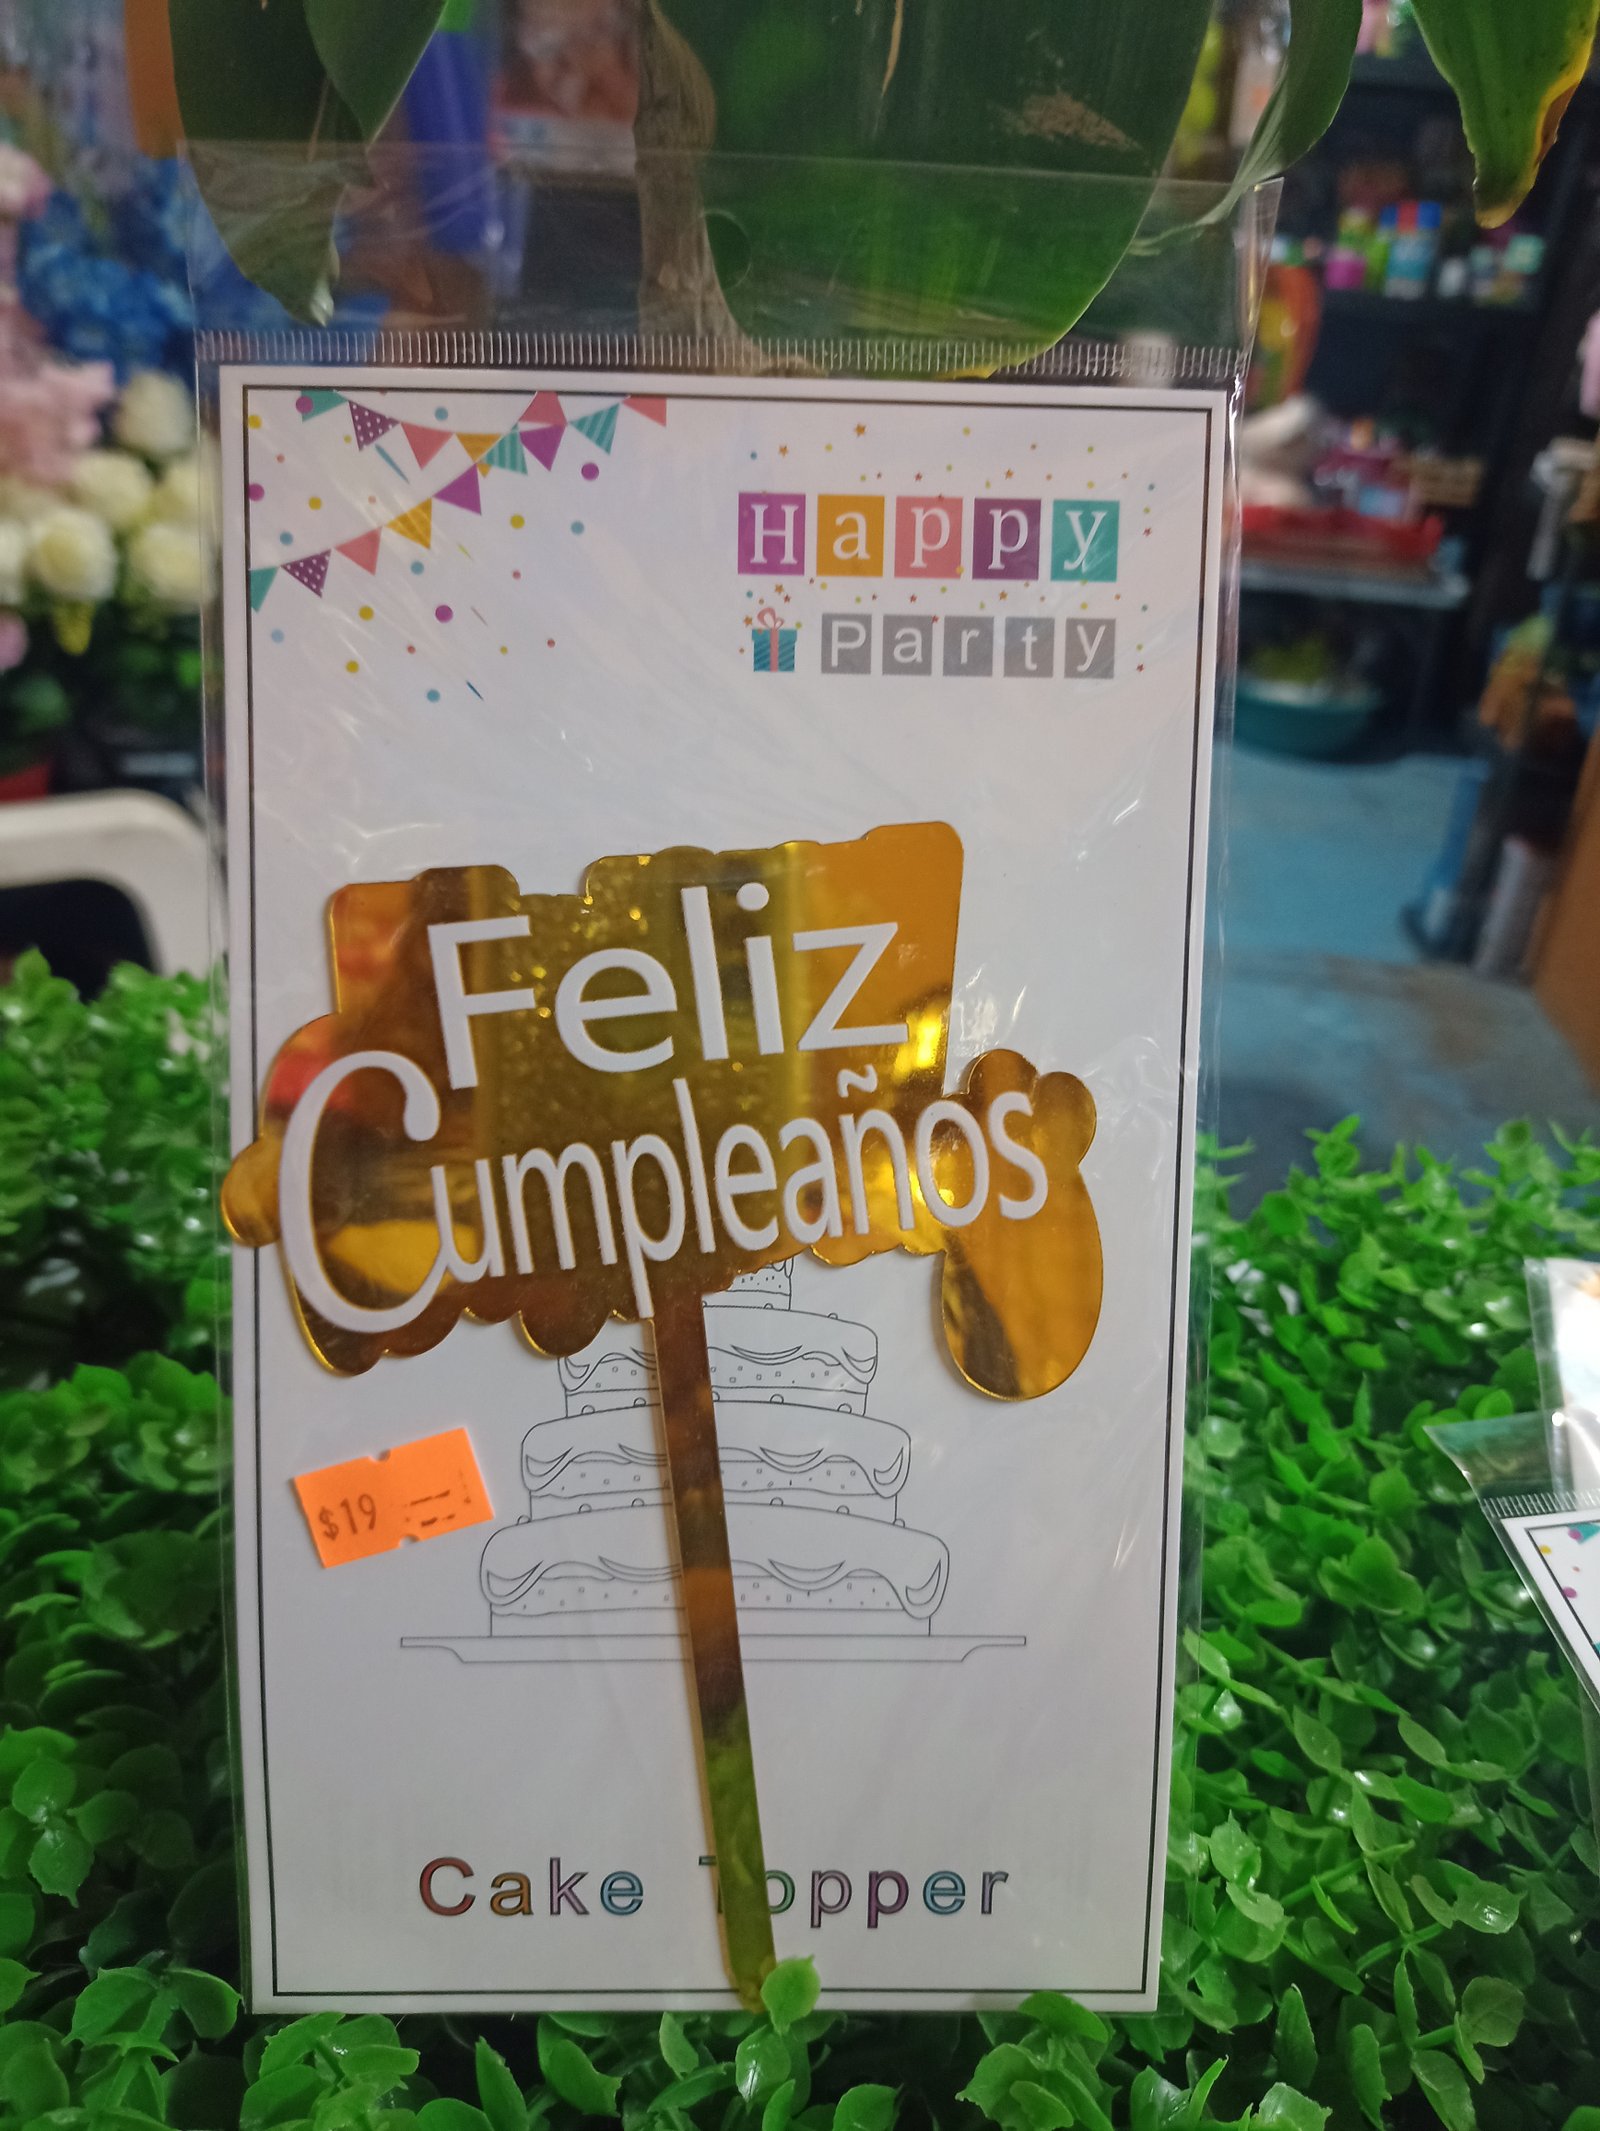 Happy
Party
Feliz
Cumpleaños
$19
Cake Topper